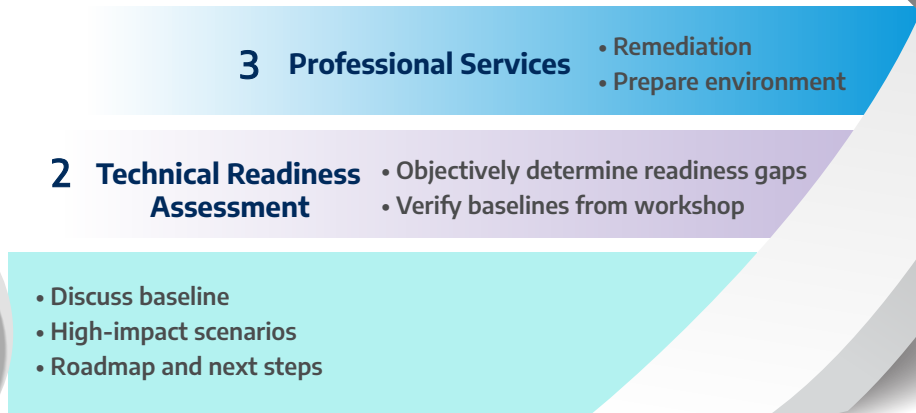 3 Professional Services
• Remediation
• Prepare environment
2 Technical Readiness
Assessment
• Objectively determine readiness gaps
• Verify baselines from workshop
• Discuss baseline
• High-impact scenarios
• Roadmap and next steps